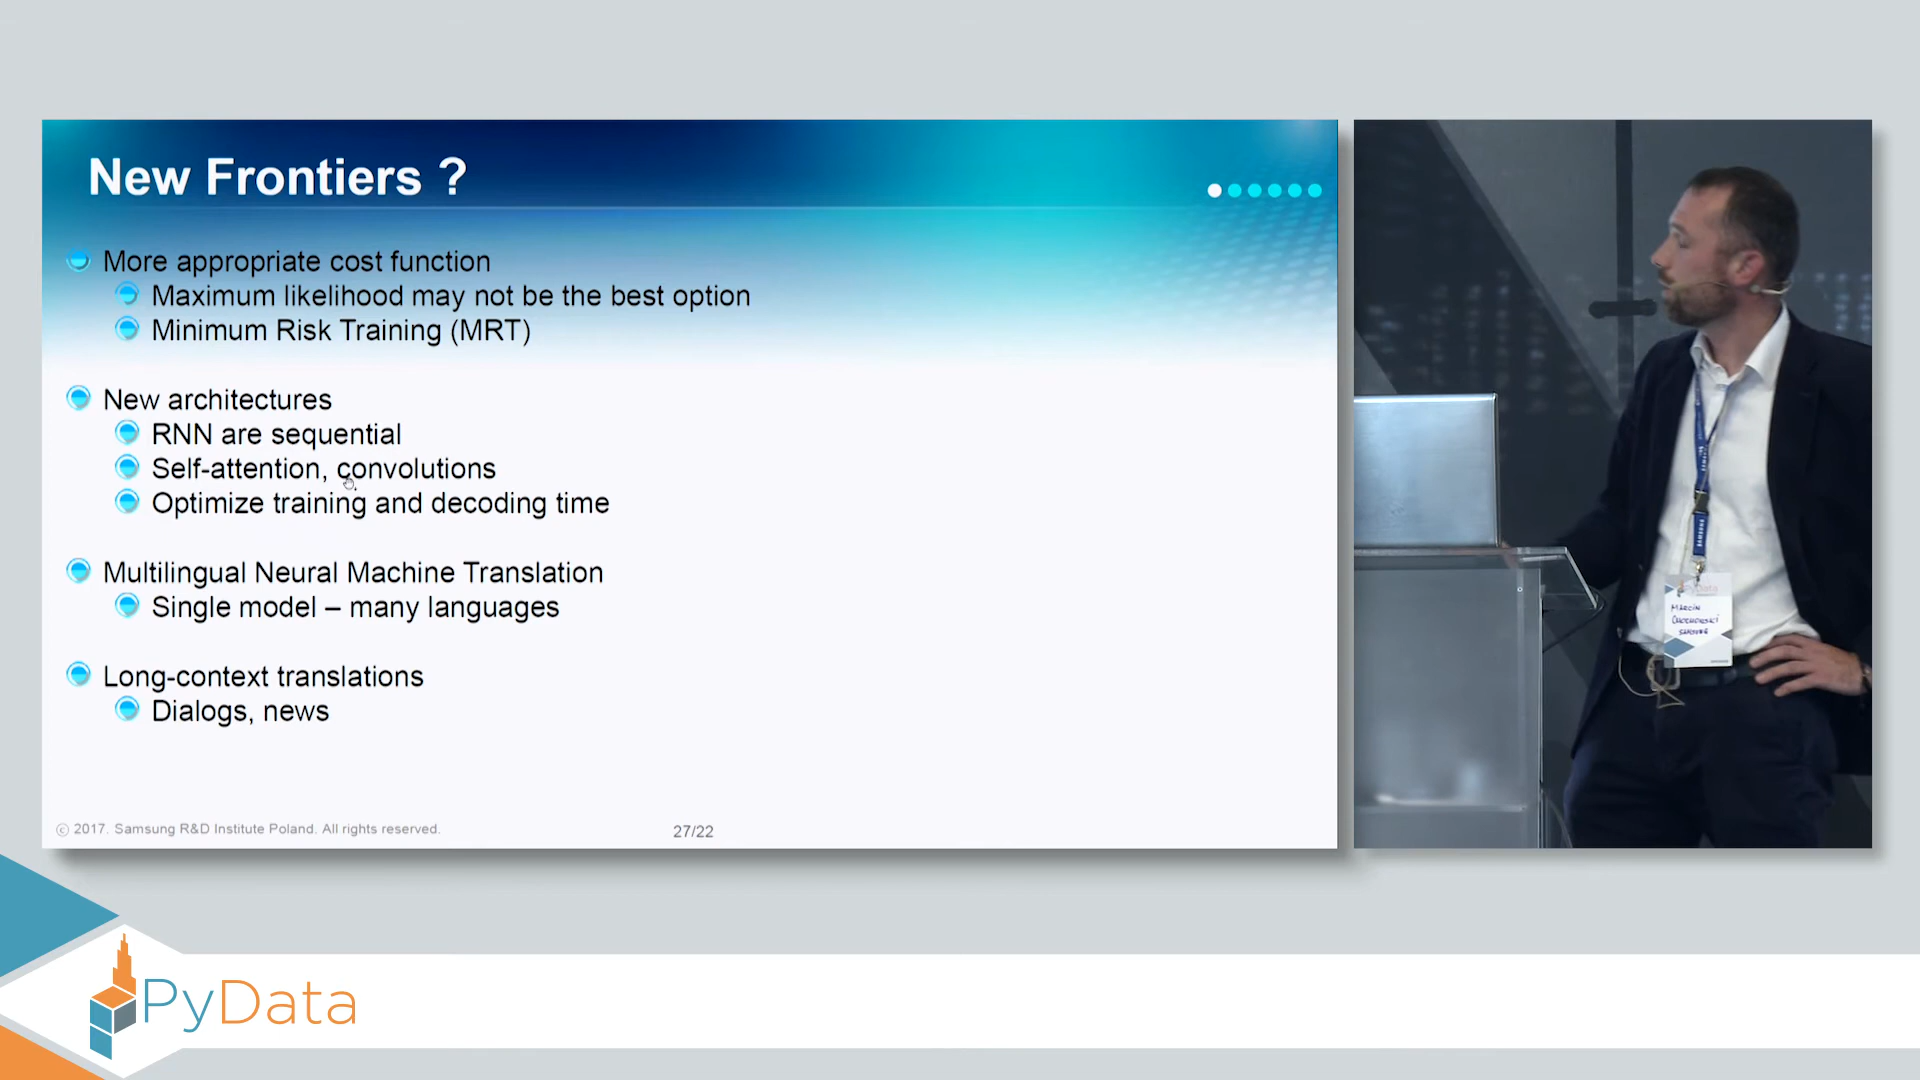 New Frontiers ?
More appropriate cost function
Maximum likelihood may not be the best option
Minimum Risk Training (MRT)
New architectures
RNN are sequential
Self-attention, convolutions
Optimize training and decoding time
Multilingual Neural Machine Translation
Single model – many languages
Long-context translations
Dialogs, news
© 2017. Samsung R&D Institute Poland. All rights reserved.
27/22
MARCIN
SAMSUNG
PyData